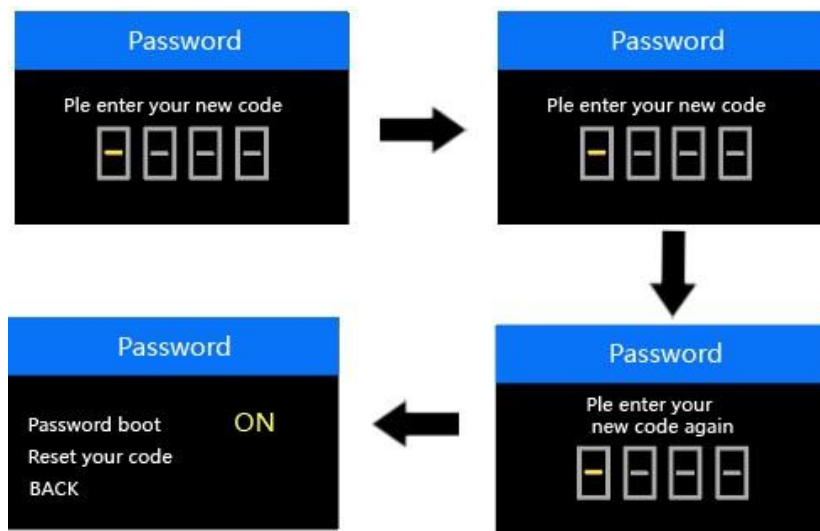 Password
Ple enter your new code
Password
Ple enter your new code
Password
Ple enter your
new code again
Password
Password boot ON
Reset your code
BACK